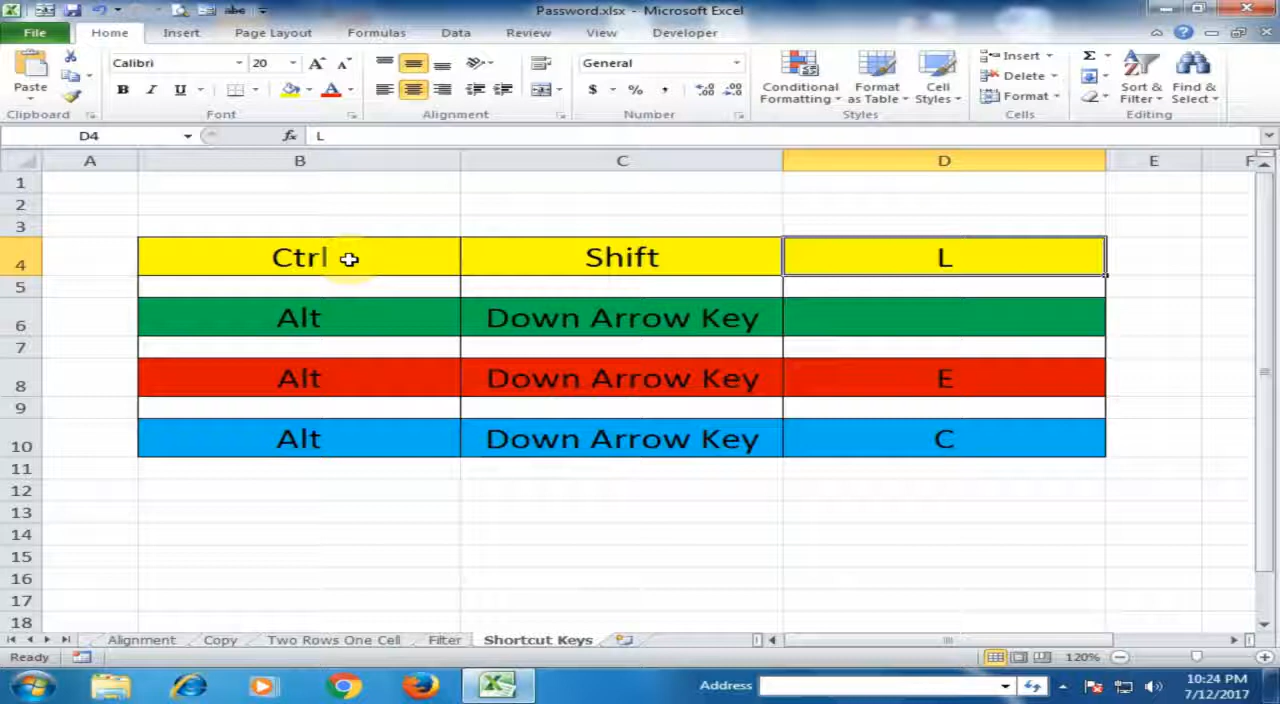 Password.xlsx - Microsoft Excel
File Home Insert Page Layout Formulas Data Review View Developer
Paste
Clipboard
Calibri 20
B I U
Font
Alignment
General
$ % ,
Number
Conditional Formatting
Format as Table
Cell Styles
Styles
Insert
Delete
Format
Cells
Sort & Filter
Find & Select
Editing
D4 fx L
A B C D E F
1
2
3
4 Ctrl Shift L
5
6 Alt Down Arrow Key
7
8 Alt Down Arrow Key E
9
10 Alt Down Arrow Key C
11
12
13
14
15
16
17
18
Alignment Copy Two Rows One Cell Filter Shortcut Keys
Ready 120%
Address
10:24 PM
7/12/2017